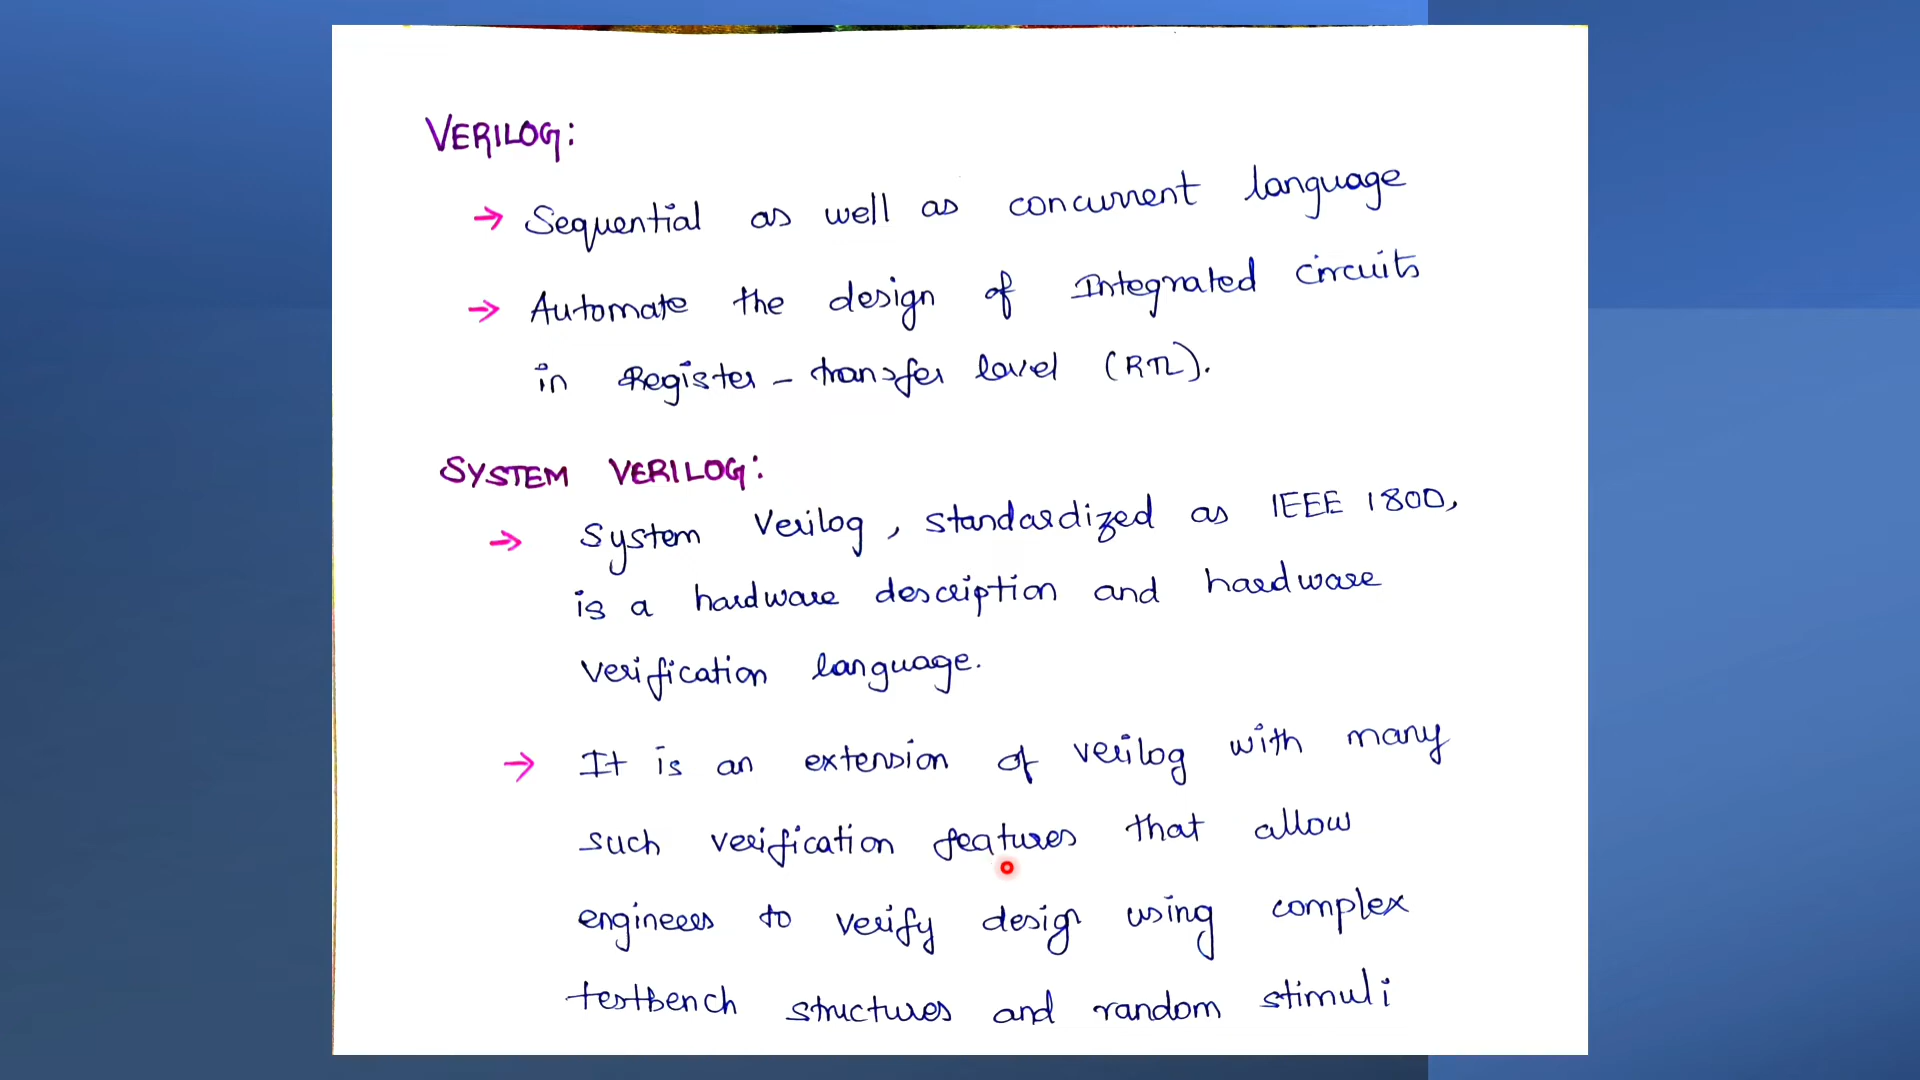 VERILOG:
→ Sequential as well as concurrent language
→ Automate the design of Integrated circuits
in Register - transfer level (RTL).
SYSTEM VERILOG:
→ System Verilog, standardized as IEEE 1800,
is a hardware description and hardware
verification language.
→ It is an extension of verilog with many
such verification features that allow
engineers to verify design using complex
testbench structures and random stimuli